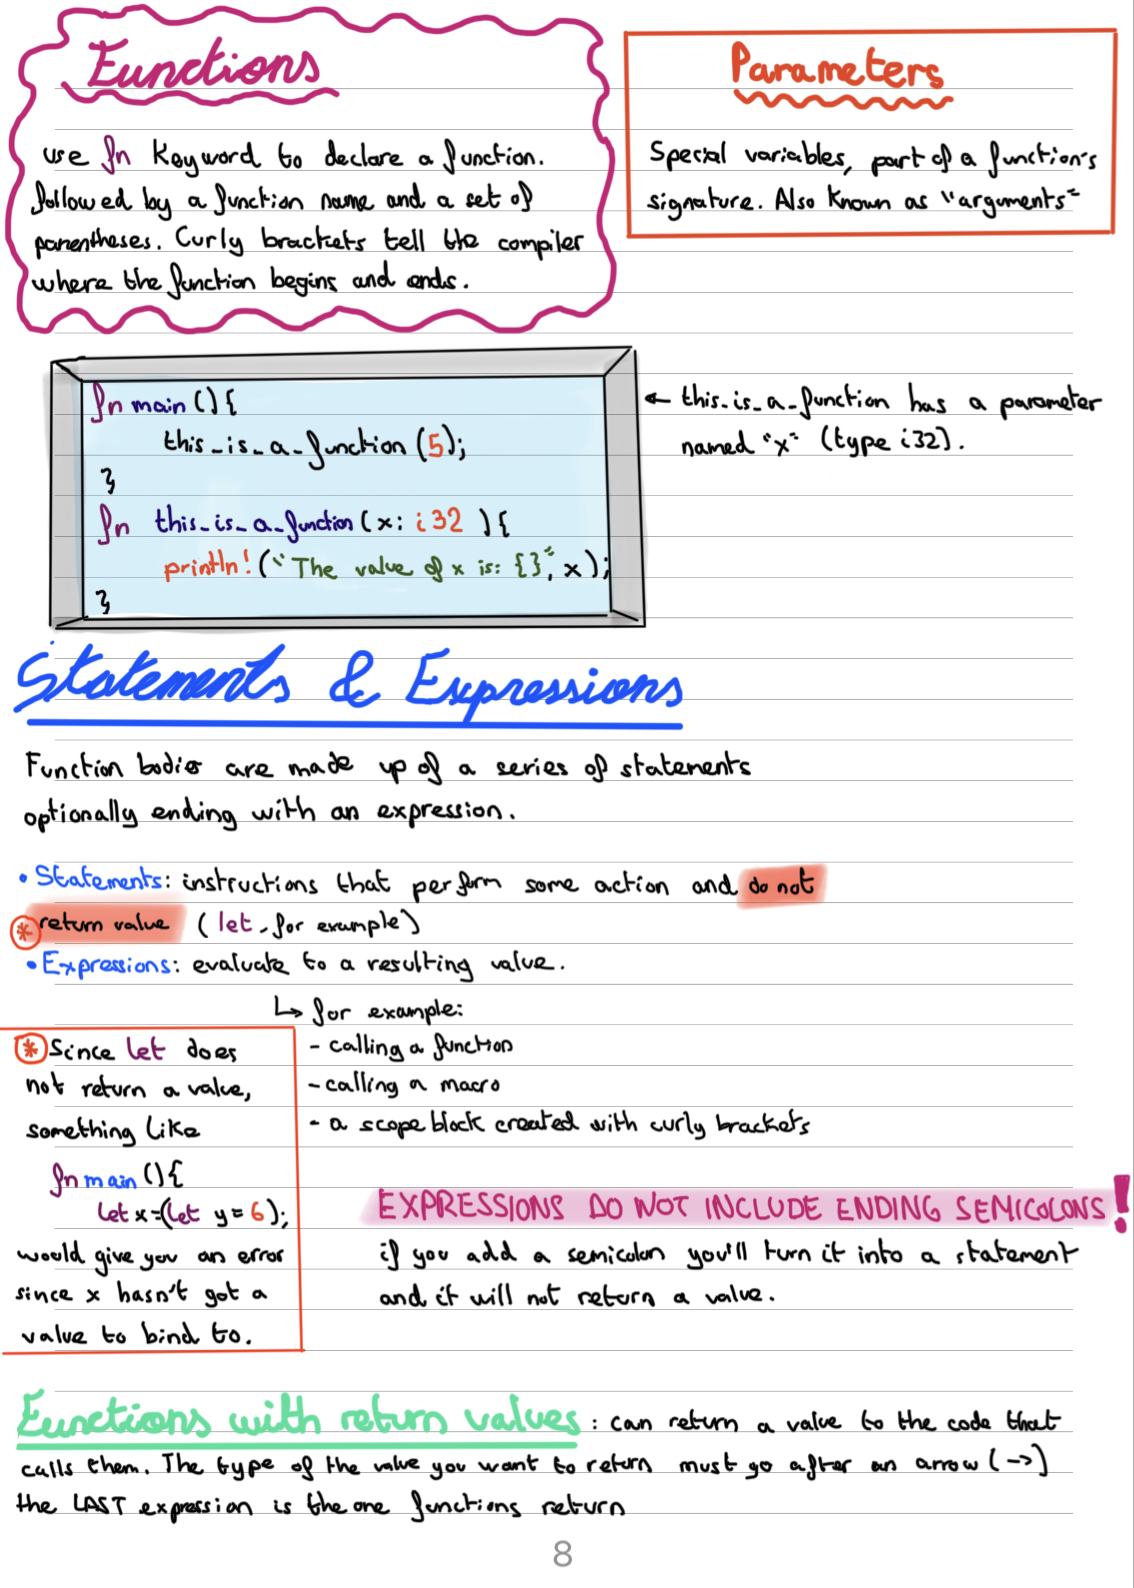 Functions
use fn keyword to declare a function.
followed by a function name and a set of
parentheses. Curly brackets tell the compiler
where the function begins and ends.
Parameters
Special variables, part of a function's
signature. Also known as "arguments"
fn main () {
this_is_a_function (5);
}
fn this_is_a_function (x: i32 ) {
println! ("The value of x is: {}", x);
}
← this_is_a_function has a parameter
named "x" (type i32).
Statements & Expressions
Function bodies are made up of a series of statements
optionally ending with an expression.
• Statements: instructions that perform some action and do not
* return value (let, for example)
• Expressions: evaluate to a resulting value.
↳ for example:
- calling a function
- calling a macro
- a scope block created with curly brackets
* Since let does
not return a value,
something like
fn main () {
let x = (let y = 6);
would give you an error
since x hasn't got a
value to bind to.
EXPRESSIONS DO NOT INCLUDE ENDING SEMICOLONS!
if you add a semicolon you'll turn it into a statement
and it will not return a value.
Functions with return values : can return a value to the code that
calls them. The type of the value you want to return must go after an arrow (->)
the LAST expression is the one functions return
8